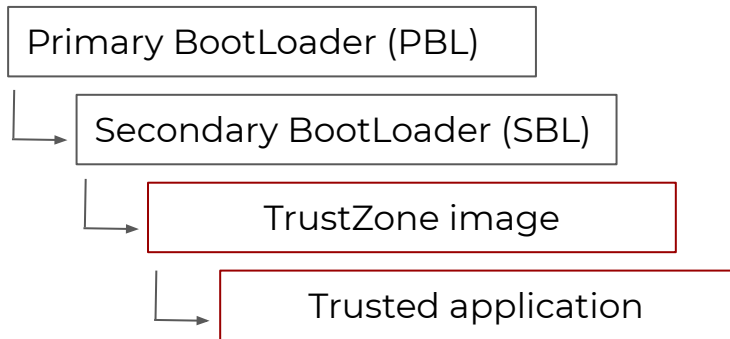 Primary BootLoader (PBL)
Secondary BootLoader (SBL)
TrustZone image
Trusted application